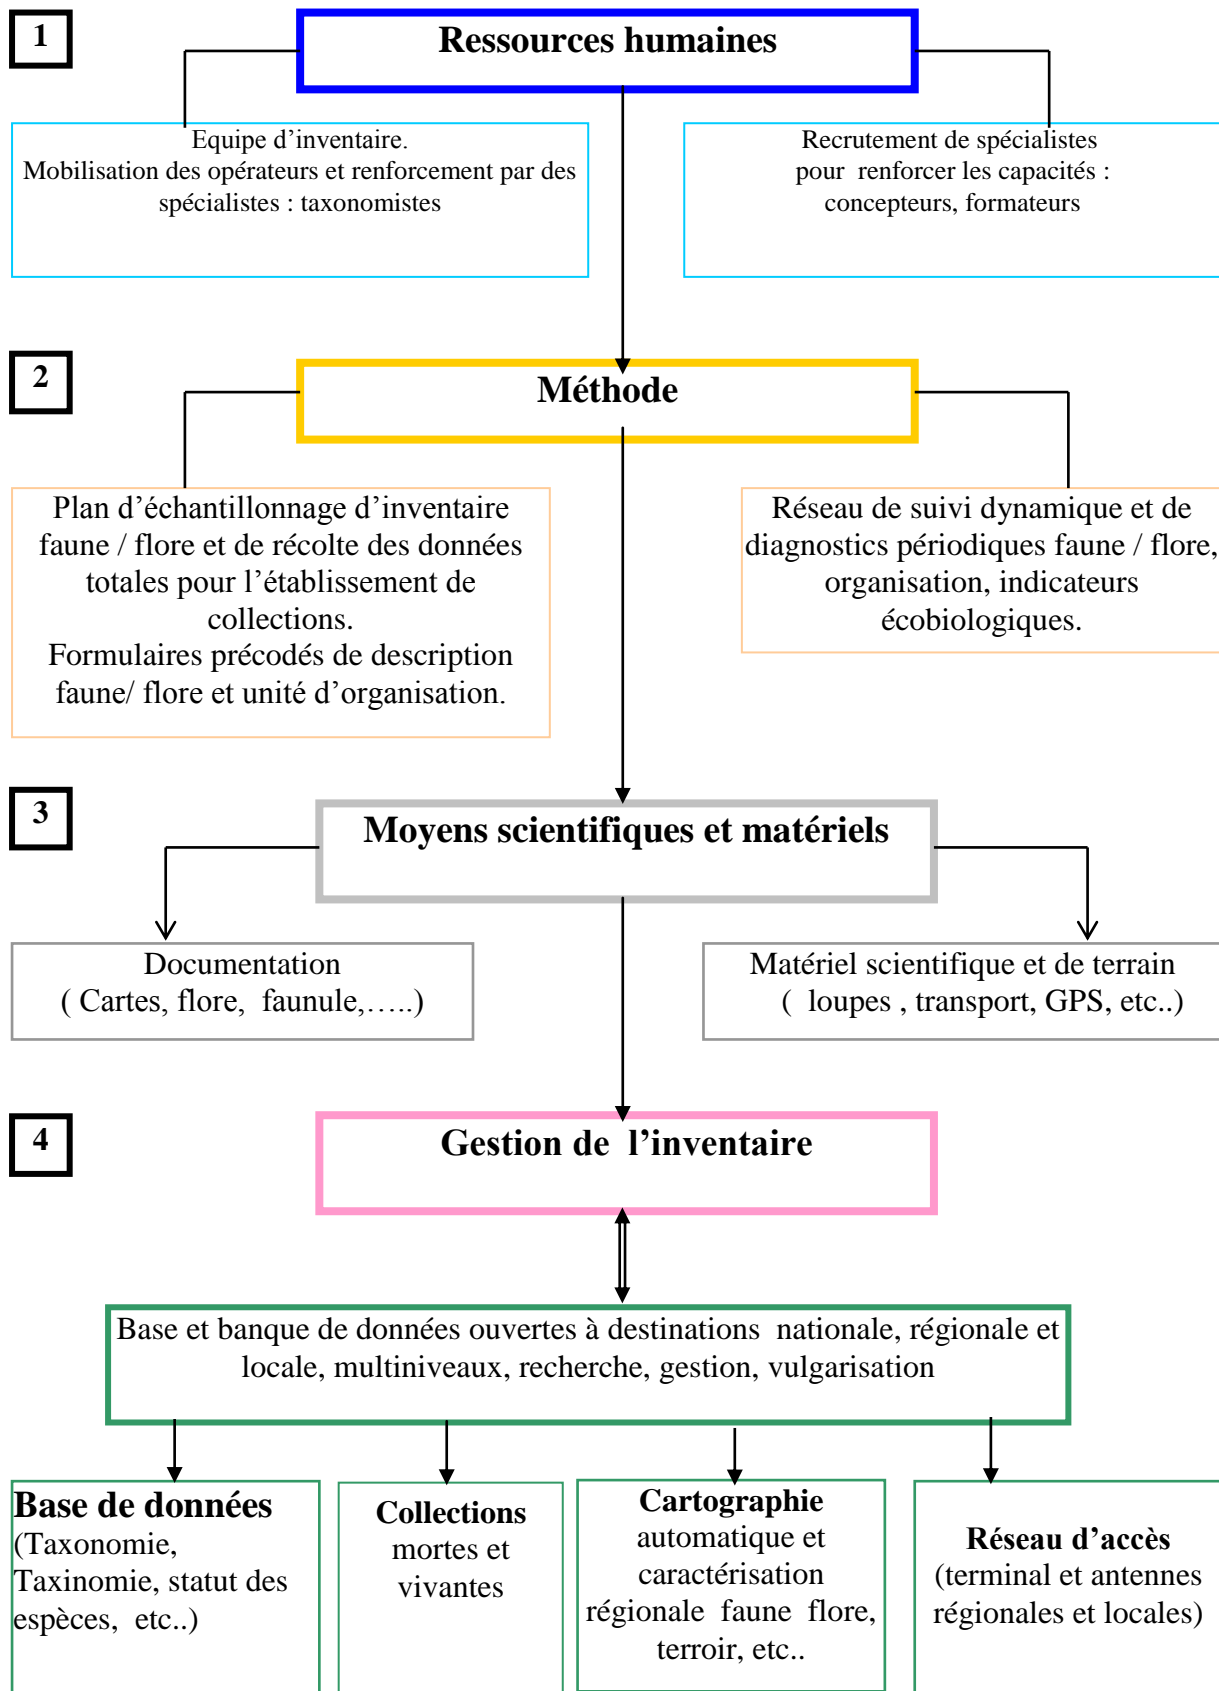 1
Ressources humaines
Equipe d’inventaire.
Mobilisation des opérateurs et renforcement par des
spécialistes : taxonomistes
Recrutement de spécialistes
pour renforcer les capacités :
concepteurs, formateurs
2
Méthode
Plan d’échantillonnage d’inventaire
faune / flore et de récolte des données
totales pour l’établissement de
collections.
Formulaires précodés de description
faune/ flore et unité d’organisation.
Réseau de suivi dynamique et de
diagnostics périodiques faune / flore,
organisation, indicateurs
écobiologiques.
3
Moyens scientifiques et matériels
Documentation
( Cartes, flore, faunule,…..)
Matériel scientifique et de terrain
( loupes , transport, GPS, etc..)
4
Gestion de l’inventaire
Base et banque de données ouvertes à destinations nationale, régionale et
locale, multiniveaux, recherche, gestion, vulgarisation
Base de données
(Taxonomie,
Taxinomie, statut des
espèces, etc..)
Collections
mortes et
vivantes
Cartographie
automatique et
caractérisation
régionale faune flore,
terroir, etc..
Réseau d’accès
(terminal et antennes
régionales et locales)